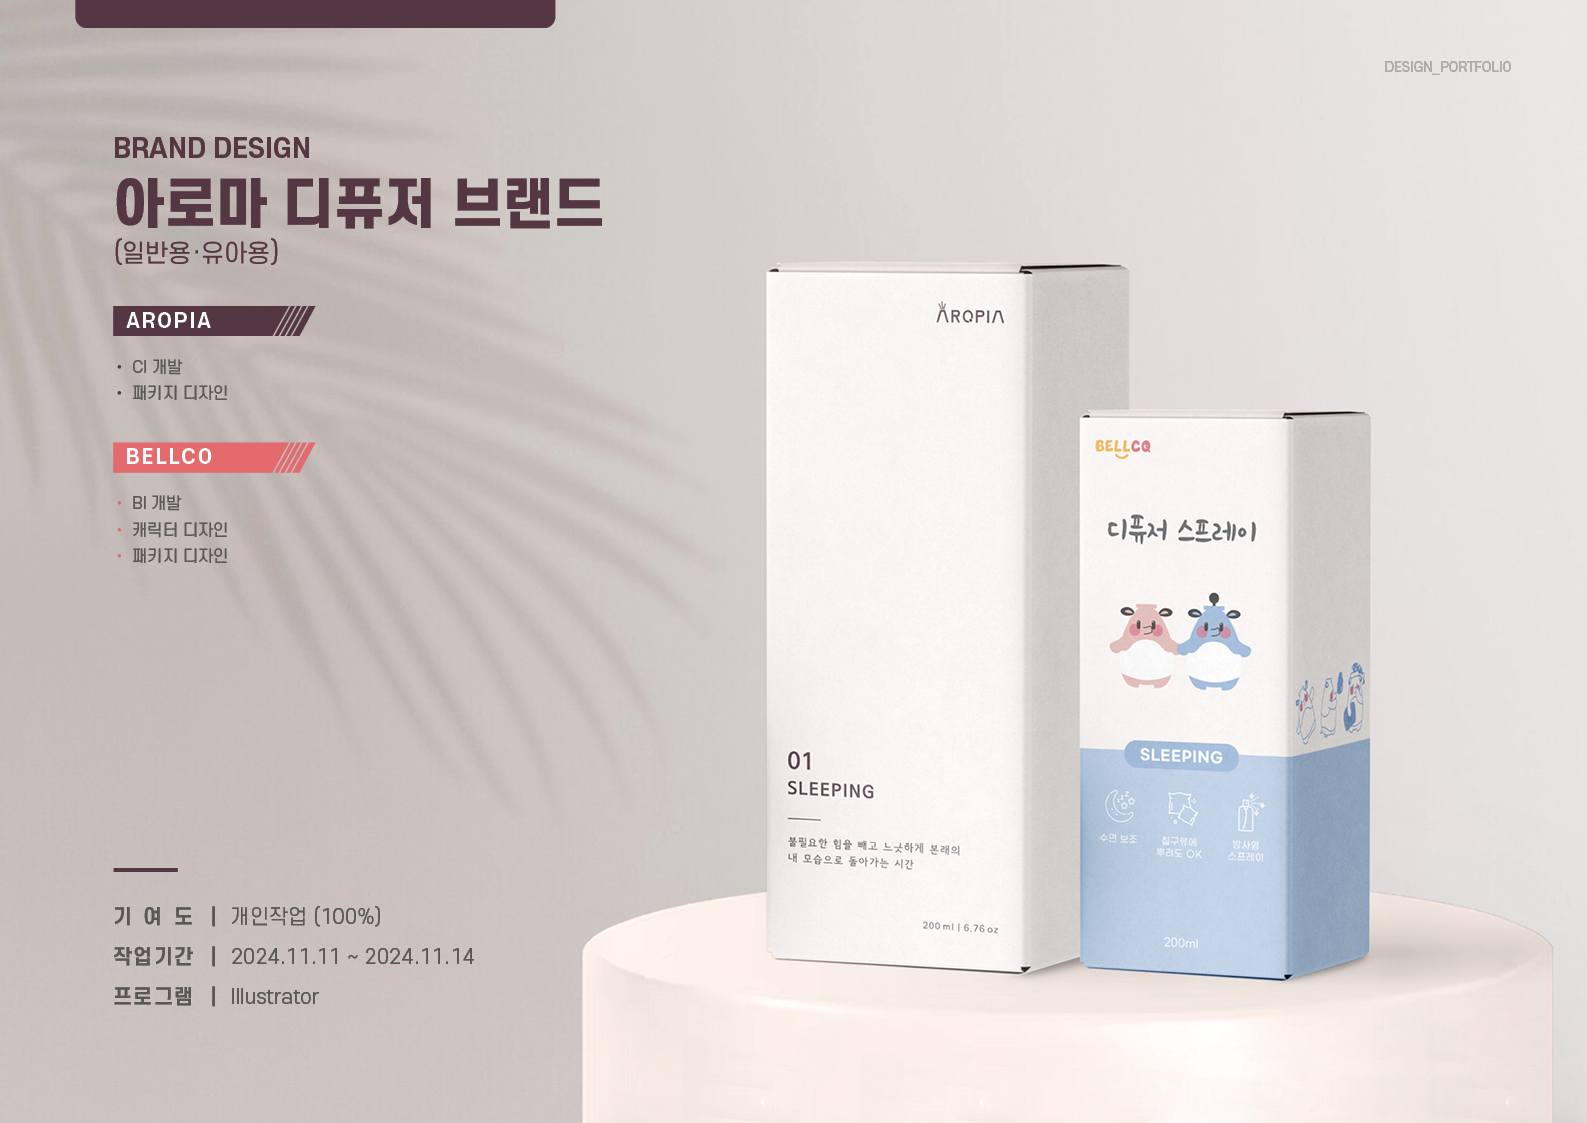 DESIGN_PORTFOLIO
BRAND DESIGN
아로마 디퓨저 브랜드
(일반용·유아용)
AROPIA
• CI 개발
• 패키지 디자인
BELLCO
• BI 개발
• 캐릭터 디자인
• 패키지 디자인
기 여 도 | 개인작업 (100%)
작업기간 | 2024.11.11 ~ 2024.11.14
프로그램 | Illustrator
AROPIA
01
SLEEPING
불필요한 힘을 빼고 느긋하게 본래의
내 모습으로 돌아가는 시간
200 ml | 6.76 oz
BELLCO
디퓨저 스프레이
SLEEPING
수면 보조
침구류에
뿌려도 OK
방사형
스프레이
200ml